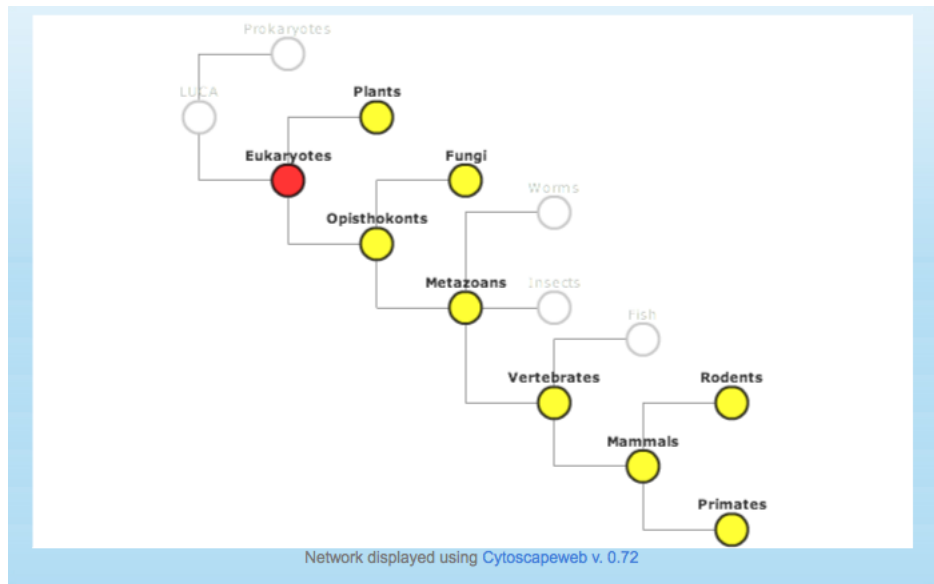 Prokaryotes
LUCA
Plants
Eukaryotes
Fungi
Worms
Opisthokonts
Metazoans
Insects
Fish
Vertebrates
Rodents
Mammals
Primates
Network displayed using Cytoscapeweb v. 0.72